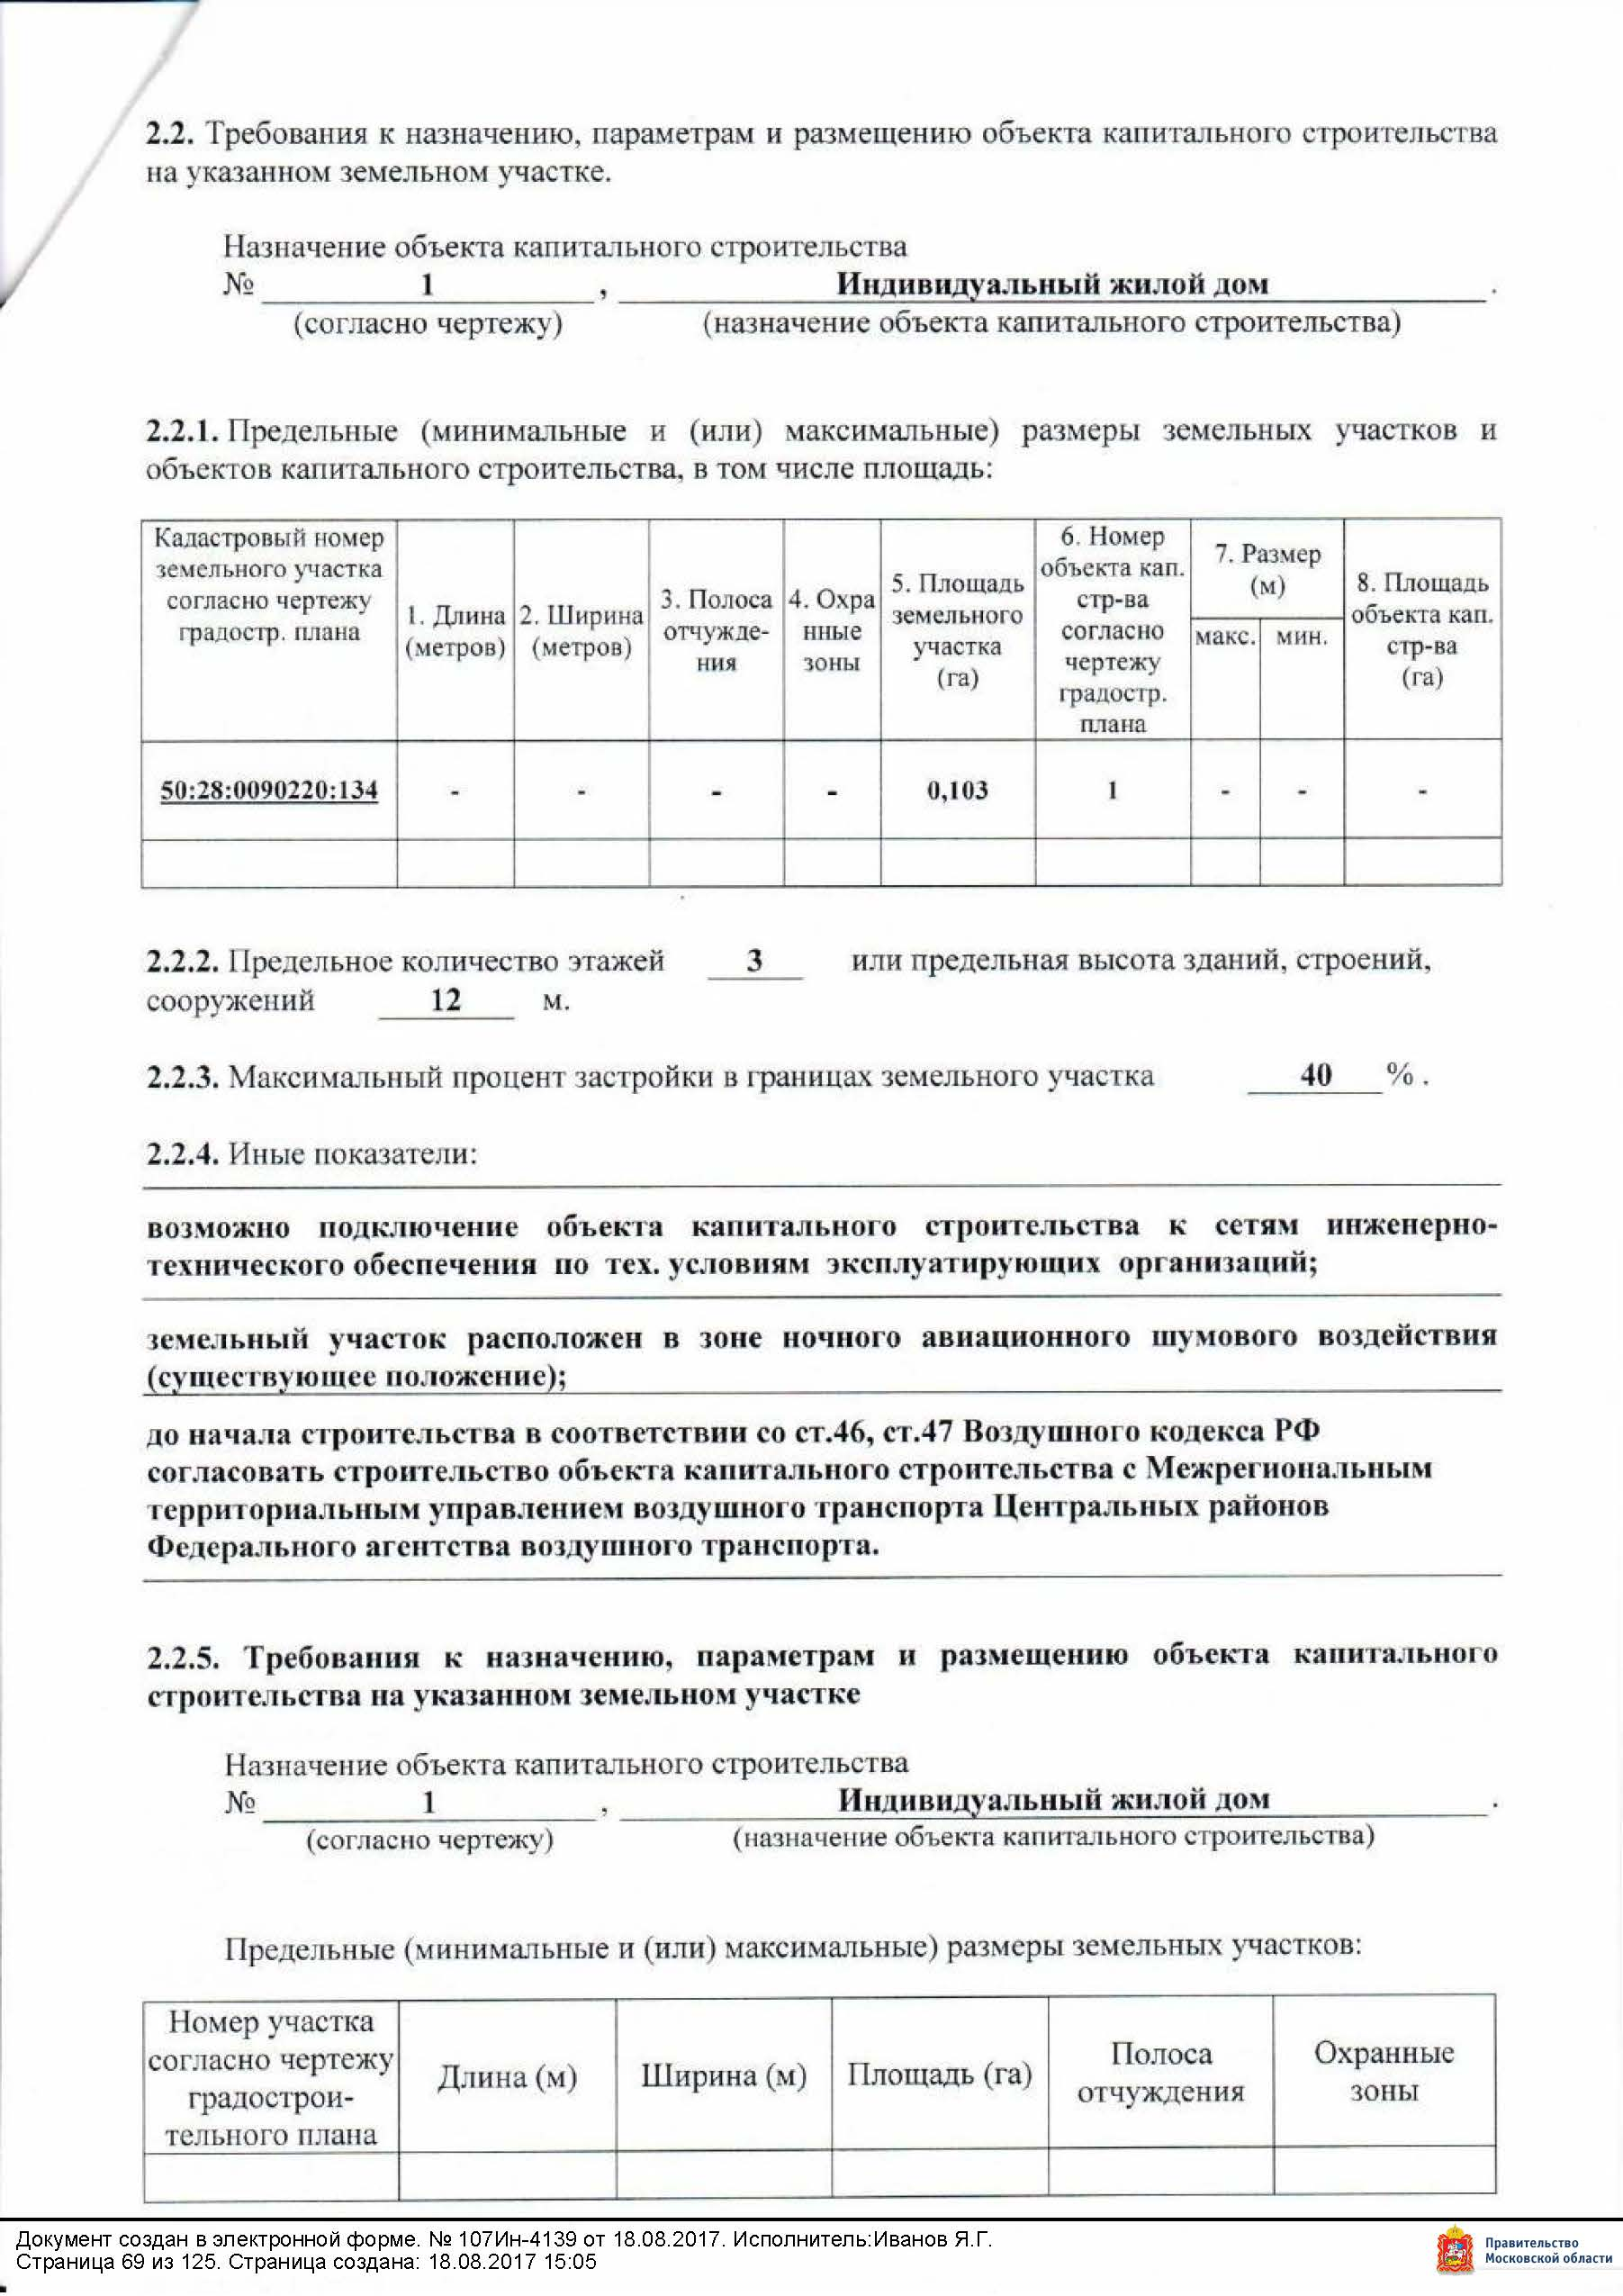 2.2. Требования к назначению, параметрам и размещению объекта капитального строительства
на указанном земельном участке.
Назначение объекта капитального строительства
№ 1 , Индивидуальный жилой дом .
(согласно чертежу) (назначение объекта капитального строительства)
2.2.1. Предельные (минимальные и (или) максимальные) размеры земельных участков и
объектов капитального строительства, в том числе площадь:
Кадастровый номер
земельного участка
согласно чертежу
градостр. плана
1. Длина
(метров)
2. Ширина
(метров)
3. Полоса
отчужде-
ния
4. Охра
нные
зоны
5. Площадь
земельного
участка
(га)
6. Номер
объекта кап.
стр-ва
согласно
чертежу
градостр.
плана
7. Размер
(м)
макс. мин.
8. Площадь
объекта кап.
стр-ва
(га)
50:28:0090220:134 - - - - 0,103 1 - - -
2.2.2. Предельное количество этажей 3 или предельная высота зданий, строений,
сооружений 12 м.
2.2.3. Максимальный процент застройки в границах земельного участка 40 % .
2.2.4. Иные показатели:
возможно подключение объекта капитального строительства к сетям инженерно-
технического обеспечения по тех. условиям эксплуатирующих организаций;
земельный участок расположен в зоне ночного авиационного шумового воздействия
(существующее положение);
до начала строительства в соответствии со ст.46, ст.47 Воздушного кодекса РФ
согласовать строительство объекта капитального строительства с Межрегиональным
территориальным управлением воздушного транспорта Центральных районов
Федерального агентства воздушного транспорта.
2.2.5. Требования к назначению, параметрам и размещению объекта капитального
строительства на указанном земельном участке
Назначение объекта капитального строительства
№ 1 , Индивидуальный жилой дом .
(согласно чертежу) (назначение объекта капитального строительства)
Предельные (минимальные и (или) максимальные) размеры земельных участков:
Номер участка
согласно чертежу
градострои-
тельного плана
Длина (м)
Ширина (м)
Площадь (га)
Полоса
отчуждения
Охранные
зоны
Документ создан в электронной форме. № 107Ин-4139 от 18.08.2017. Исполнитель:Иванов Я.Г.
Страница 69 из 125. Страница создана: 18.08.2017 15:05
Правительство
Московской области